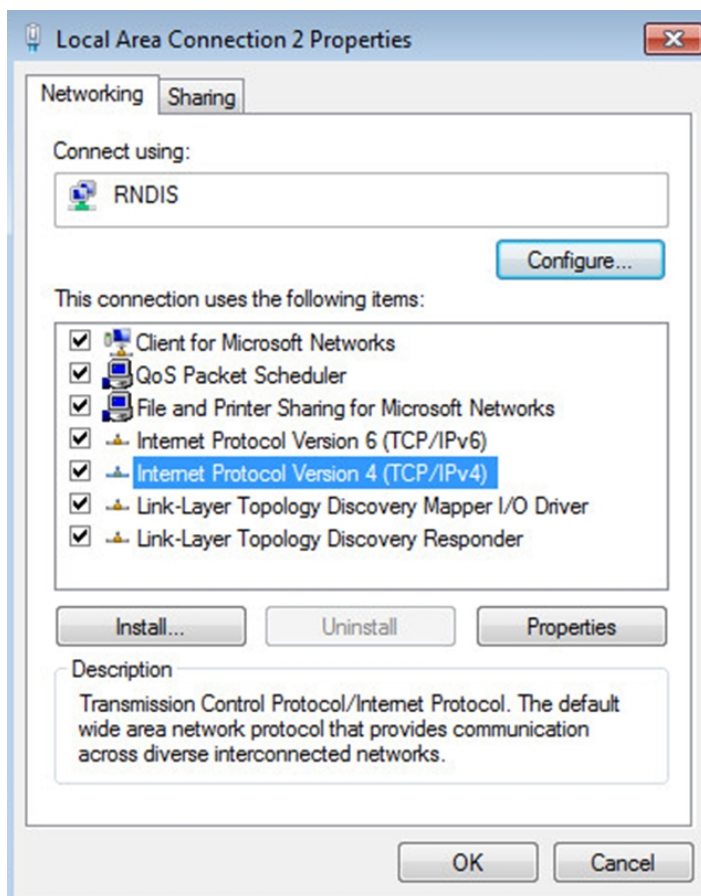 Local Area Connection 2 Properties
Networking
Sharing
Connect using:
RNDIS
Configure...
This connection uses the following items:
Client for Microsoft Networks
QoS Packet Scheduler
File and Printer Sharing for Microsoft Networks
Internet Protocol Version 6 (TCP/IPv6)
Internet Protocol Version 4 (TCP/IPv4)
Link-Layer Topology Discovery Mapper I/O Driver
Link-Layer Topology Discovery Responder
Install...
Uninstall
Properties
Description
Transmission Control Protocol/Internet Protocol. The default
wide area network protocol that provides communication
across diverse interconnected networks.
OK
Cancel